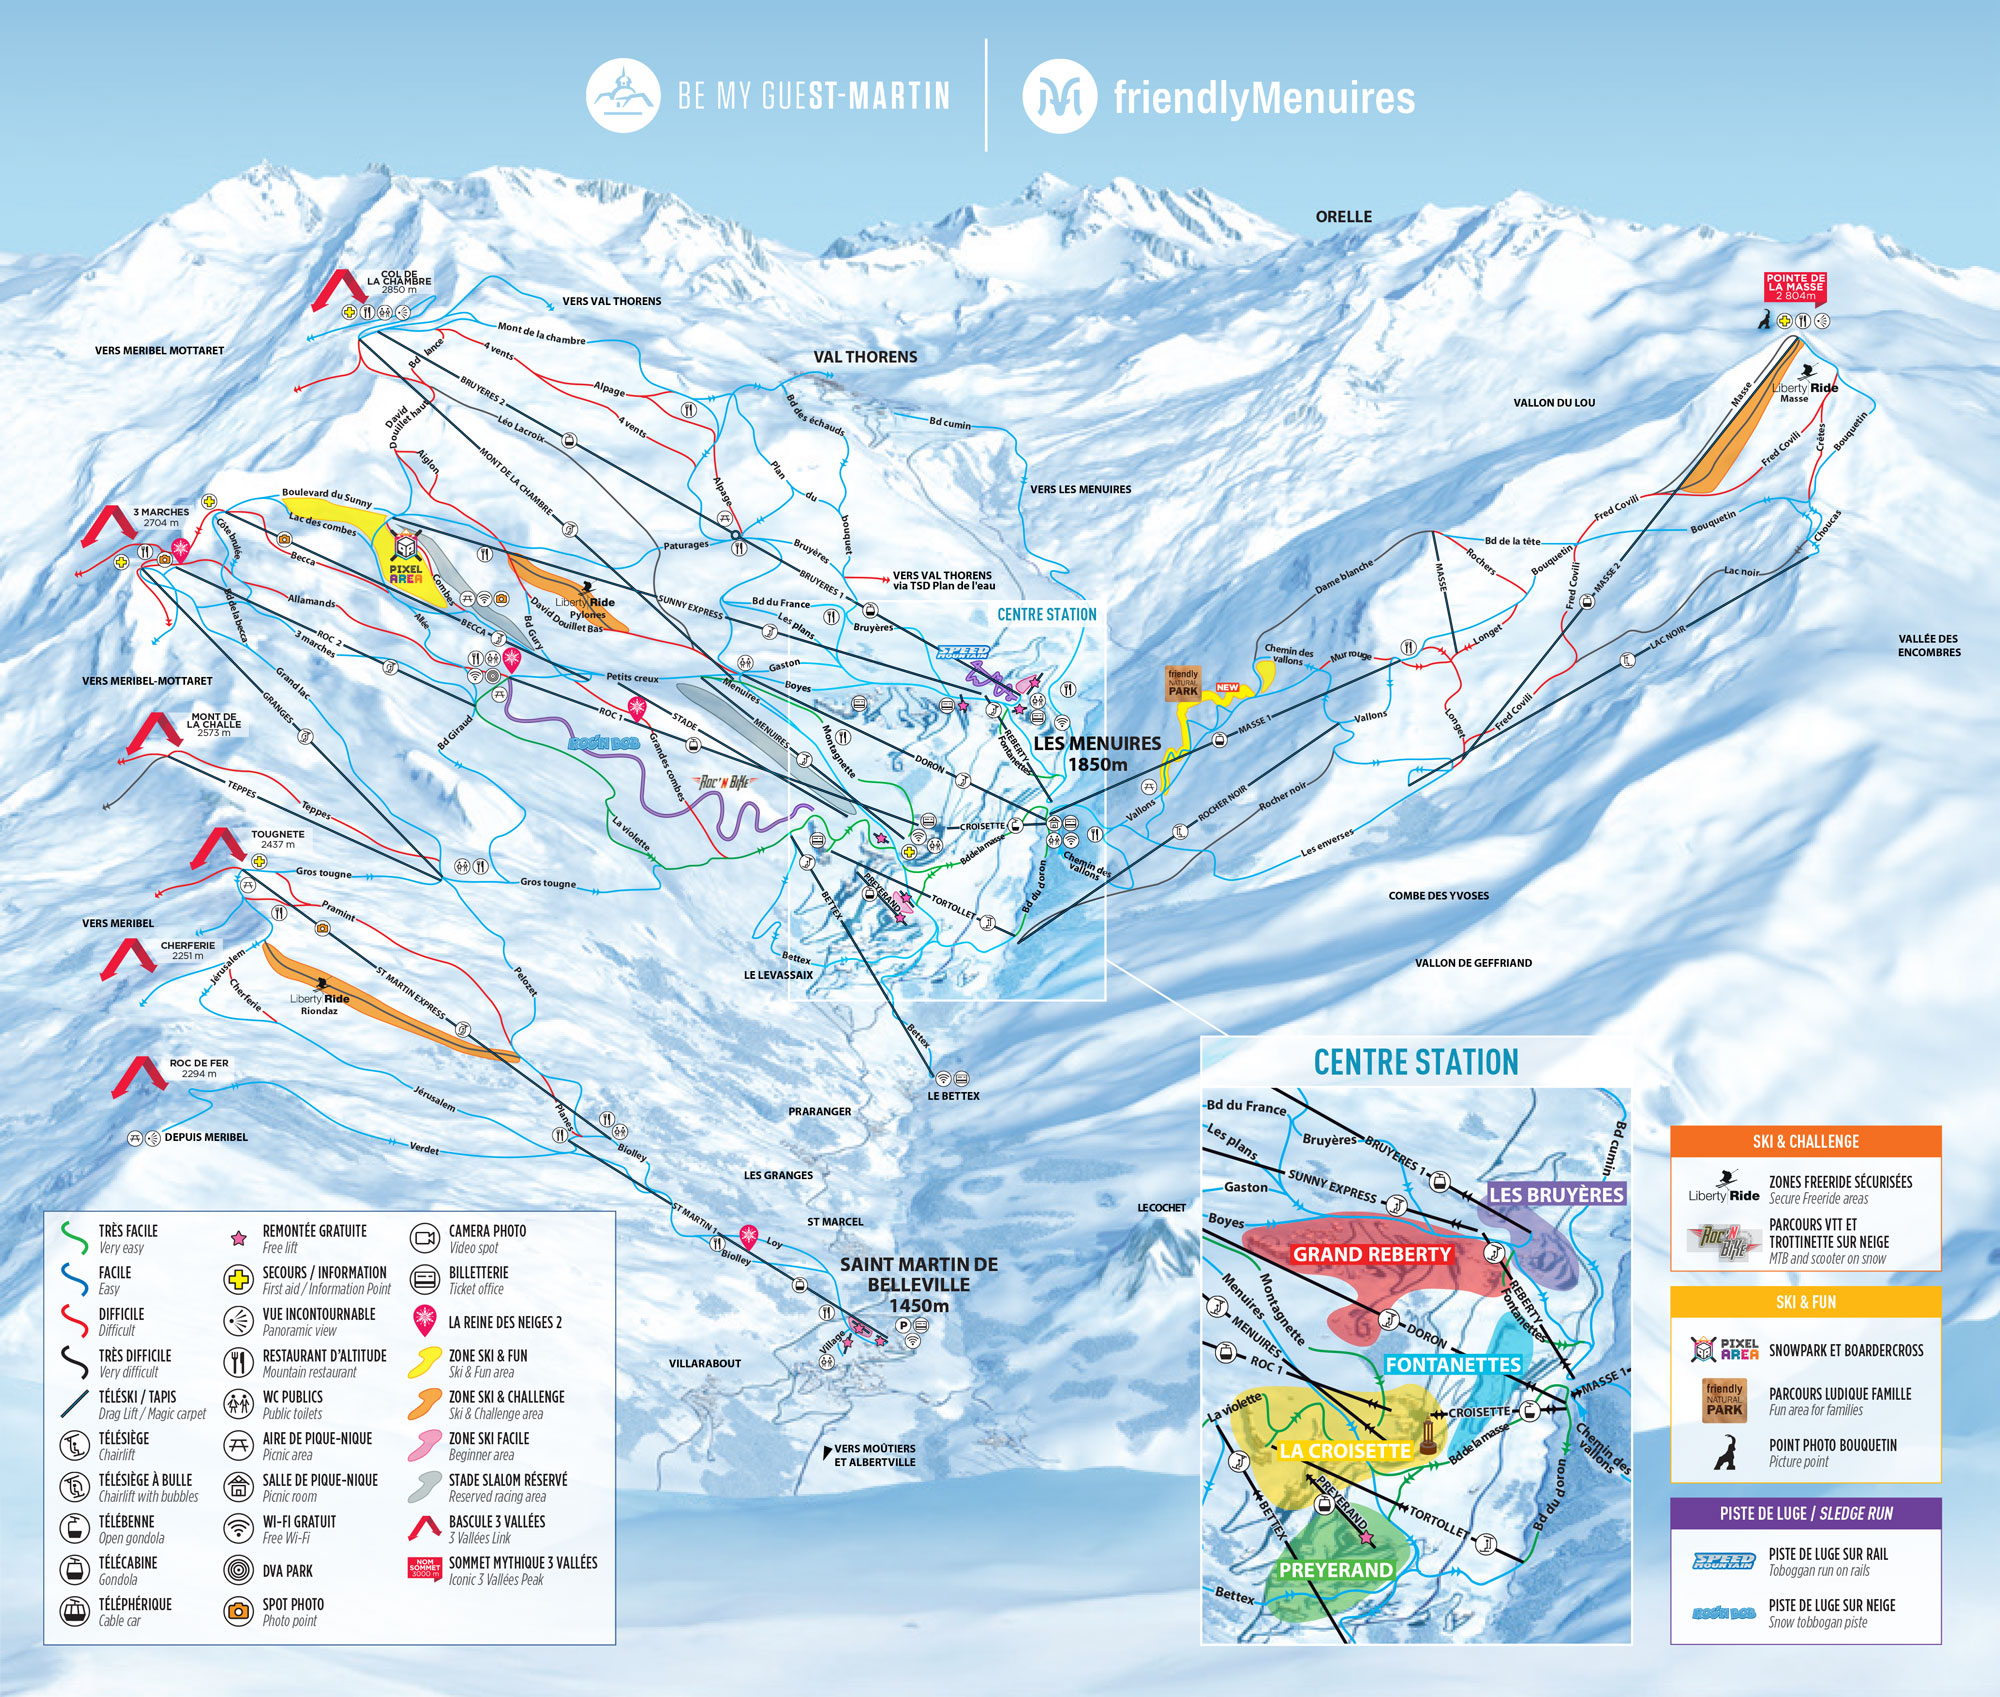 BE MY GUEST-MARTIN
friendlyMenuires
ORELLE
COL DE
LA CHAMBRE
2850 m
VERS VAL THORENS
VERS MERIBEL MOTTARET
Mont de la chambre
4 vents
Alpage
4 vents
BRUYERES 2
Léo Lacroix
MONT DE LA CHAMBRE
David
Douillet haut
Aiglon
VAL THORENS
Bd des échauds
Bd cumin
VERS LES MENUIRES
Plan
du
bouquet
Alpage
Paturages
Bruyères
BRUYERES 1
VERS VAL THORENS
via TSD Plan de l'eau
POINTE DE
LA MASSE
2 804m
Liberty Ride
Masse
Masse
VALLON DU LOU
Fred Covili
Crêtes
Bouquetin
Fred Covili
Bouquetin
Choucas
Bd de la tête
Rochers
Bouquetin
Dame blanche
MASSE
Fred Covili
MASSE 2
Lac noir
LAC NOIR
Longet
VALLÉE DES
ENCOMBRES
3 MARCHES
2704 m
Boulevard du Sunny
Lac des combes
Côte brulée
Becca
PIXEL
AREA
Combes
Allée
BECCA
Bd Gury
Liberty Ride
Pylones
David Douillet Bas
SUNNY EXPRESS
Bd du France
Les plans
Bruyères
Gaston
Boyes
Allamands
ROC 2
3 marches
Bd de la becca
Grand lac
GRANGES
Petits creux
VERS MERIBEL-MOTTARET
CENTRE STATION
SPEED
MOUNTAIN
friendly
NATURAL
PARK
NEW
Chemin des
vallons
Mur rouge
MASSE 1
Vallons
Longet
Fred Covili
MONT DE
LA CHALLE
2573 m
TEPPES
Teppes
Bd Giraud
ROC 1
STADE
Menuires
MENUIRES
Grandes combes
ROC'N BOB
ROC'N BIKE
La violette
Montagnette
DORON
REBERTY
Fontanettes
LES MENUIRES
1850m
CROISETTE
Bd de la masse
Vallons
ROCHER NOIR
Rocher noir
Les enverses
Chemin des
vallons
Bd du doron
TOUGNETE
2437 m
Gros tougne
Gros tougne
PREYERAND
TORTOLLET
BETTEX
Pramint
VERS MERIBEL
CHERFERIE
2251 m
Jérusalem
Cherferie
ST MARTIN EXPRESS
Pelozet
Liberty Ride
Riondaz
Bettex
LE LEVASSAIX
COMBE DES YVOSES
VALLON DE GEFFRIAND
Bettex
LE BETTEX
ROC DE FER
2294 m
DEPUIS MERIBEL
Jérusalem
Verdet
Planes
Biolley
PRARANGER
LES GRANGES
ST MARTIN 1
Loy
Biolley
ST MARCEL
LECOCHET
SAINT MARTIN DE
BELLEVILLE
1450m
Village
VILLARABOUT
VERS MOÛTIERS
ET ALBERTVILLE
CENTRE STATION
Bd du France
Bruyères
BRUYERES 1
Les plans
SUNNY EXPRESS
Gaston
Boyes
Bd cumin
LES BRUYÈRES
GRAND REBERTY
Menuires
Montagnette
MENUIRES
ROC 1
DORON
REBERTY
Fontanettes
FONTANETTES
MASSE 1
CROISETTE
La violette
LA CROISETTE
Bd de la masse
Chemin des
vallons
PREYERAND
TORTOLLET
Bd du doron
BETTEX
PREYERAND
Bettex
TRÈS FACILE
Very easy
FACILE
Easy
DIFFICILE
Difficult
TRÈS DIFFICILE
Very difficult
TÉLÉSKI / TAPIS
Drag Lift / Magic carpet
TÉLÉSIÈGE
Chairlift
TÉLÉSIÈGE À BULLE
Chairlift with bubbles
TÉLÉBENNE
Open gondola
TÉLÉCABINE
Gondola
TÉLÉPHÉRIQUE
Cable car
REMONTÉE GRATUITE
Free lift
SECOURS / INFORMATION
First aid / Information Point
VUE INCONTOURNABLE
Panoramic view
RESTAURANT D'ALTITUDE
Mountain restaurant
WC PUBLICS
Public toilets
AIRE DE PIQUE-NIQUE
Picnic area
SALLE DE PIQUE-NIQUE
Picnic room
WI-FI GRATUIT
Free Wi-Fi
DVA PARK
SPOT PHOTO
Photo point
CAMERA PHOTO
Video spot
BILLETTERIE
Ticket office
LA REINE DES NEIGES 2
ZONE SKI & FUN
Ski & Fun area
ZONE SKI & CHALLENGE
Ski & Challenge area
ZONE SKI FACILE
Beginner area
STADE SLALOM RÉSERVÉ
Reserved racing area
BASCULE 3 VALLÉES
3 Vallées Link
NOM
SOMMET
3000 m
SOMMET MYTHIQUE 3 VALLÉES
Iconic 3 Vallées Peak
SKI & CHALLENGE
Liberty Ride
ZONES FREERIDE SÉCURISÉES
Secure Freeride areas
ROC'N BIKE
PARCOURS VTT ET
TROTTINETTE SUR NEIGE
MTB and scooter on snow
SKI & FUN
PIXEL
AREA
SNOWPARK ET BOARDERCROSS
friendly
NATURAL
PARK
PARCOURS LUDIQUE FAMILLE
Fun area for families
POINT PHOTO BOUQUETIN
Picture point
PISTE DE LUGE / SLEDGE RUN
SPEED
MOUNTAIN
PISTE DE LUGE SUR RAIL
Toboggan run on rails
ROC'N BOB
PISTE DE LUGE SUR NEIGE
Snow tobbogan piste